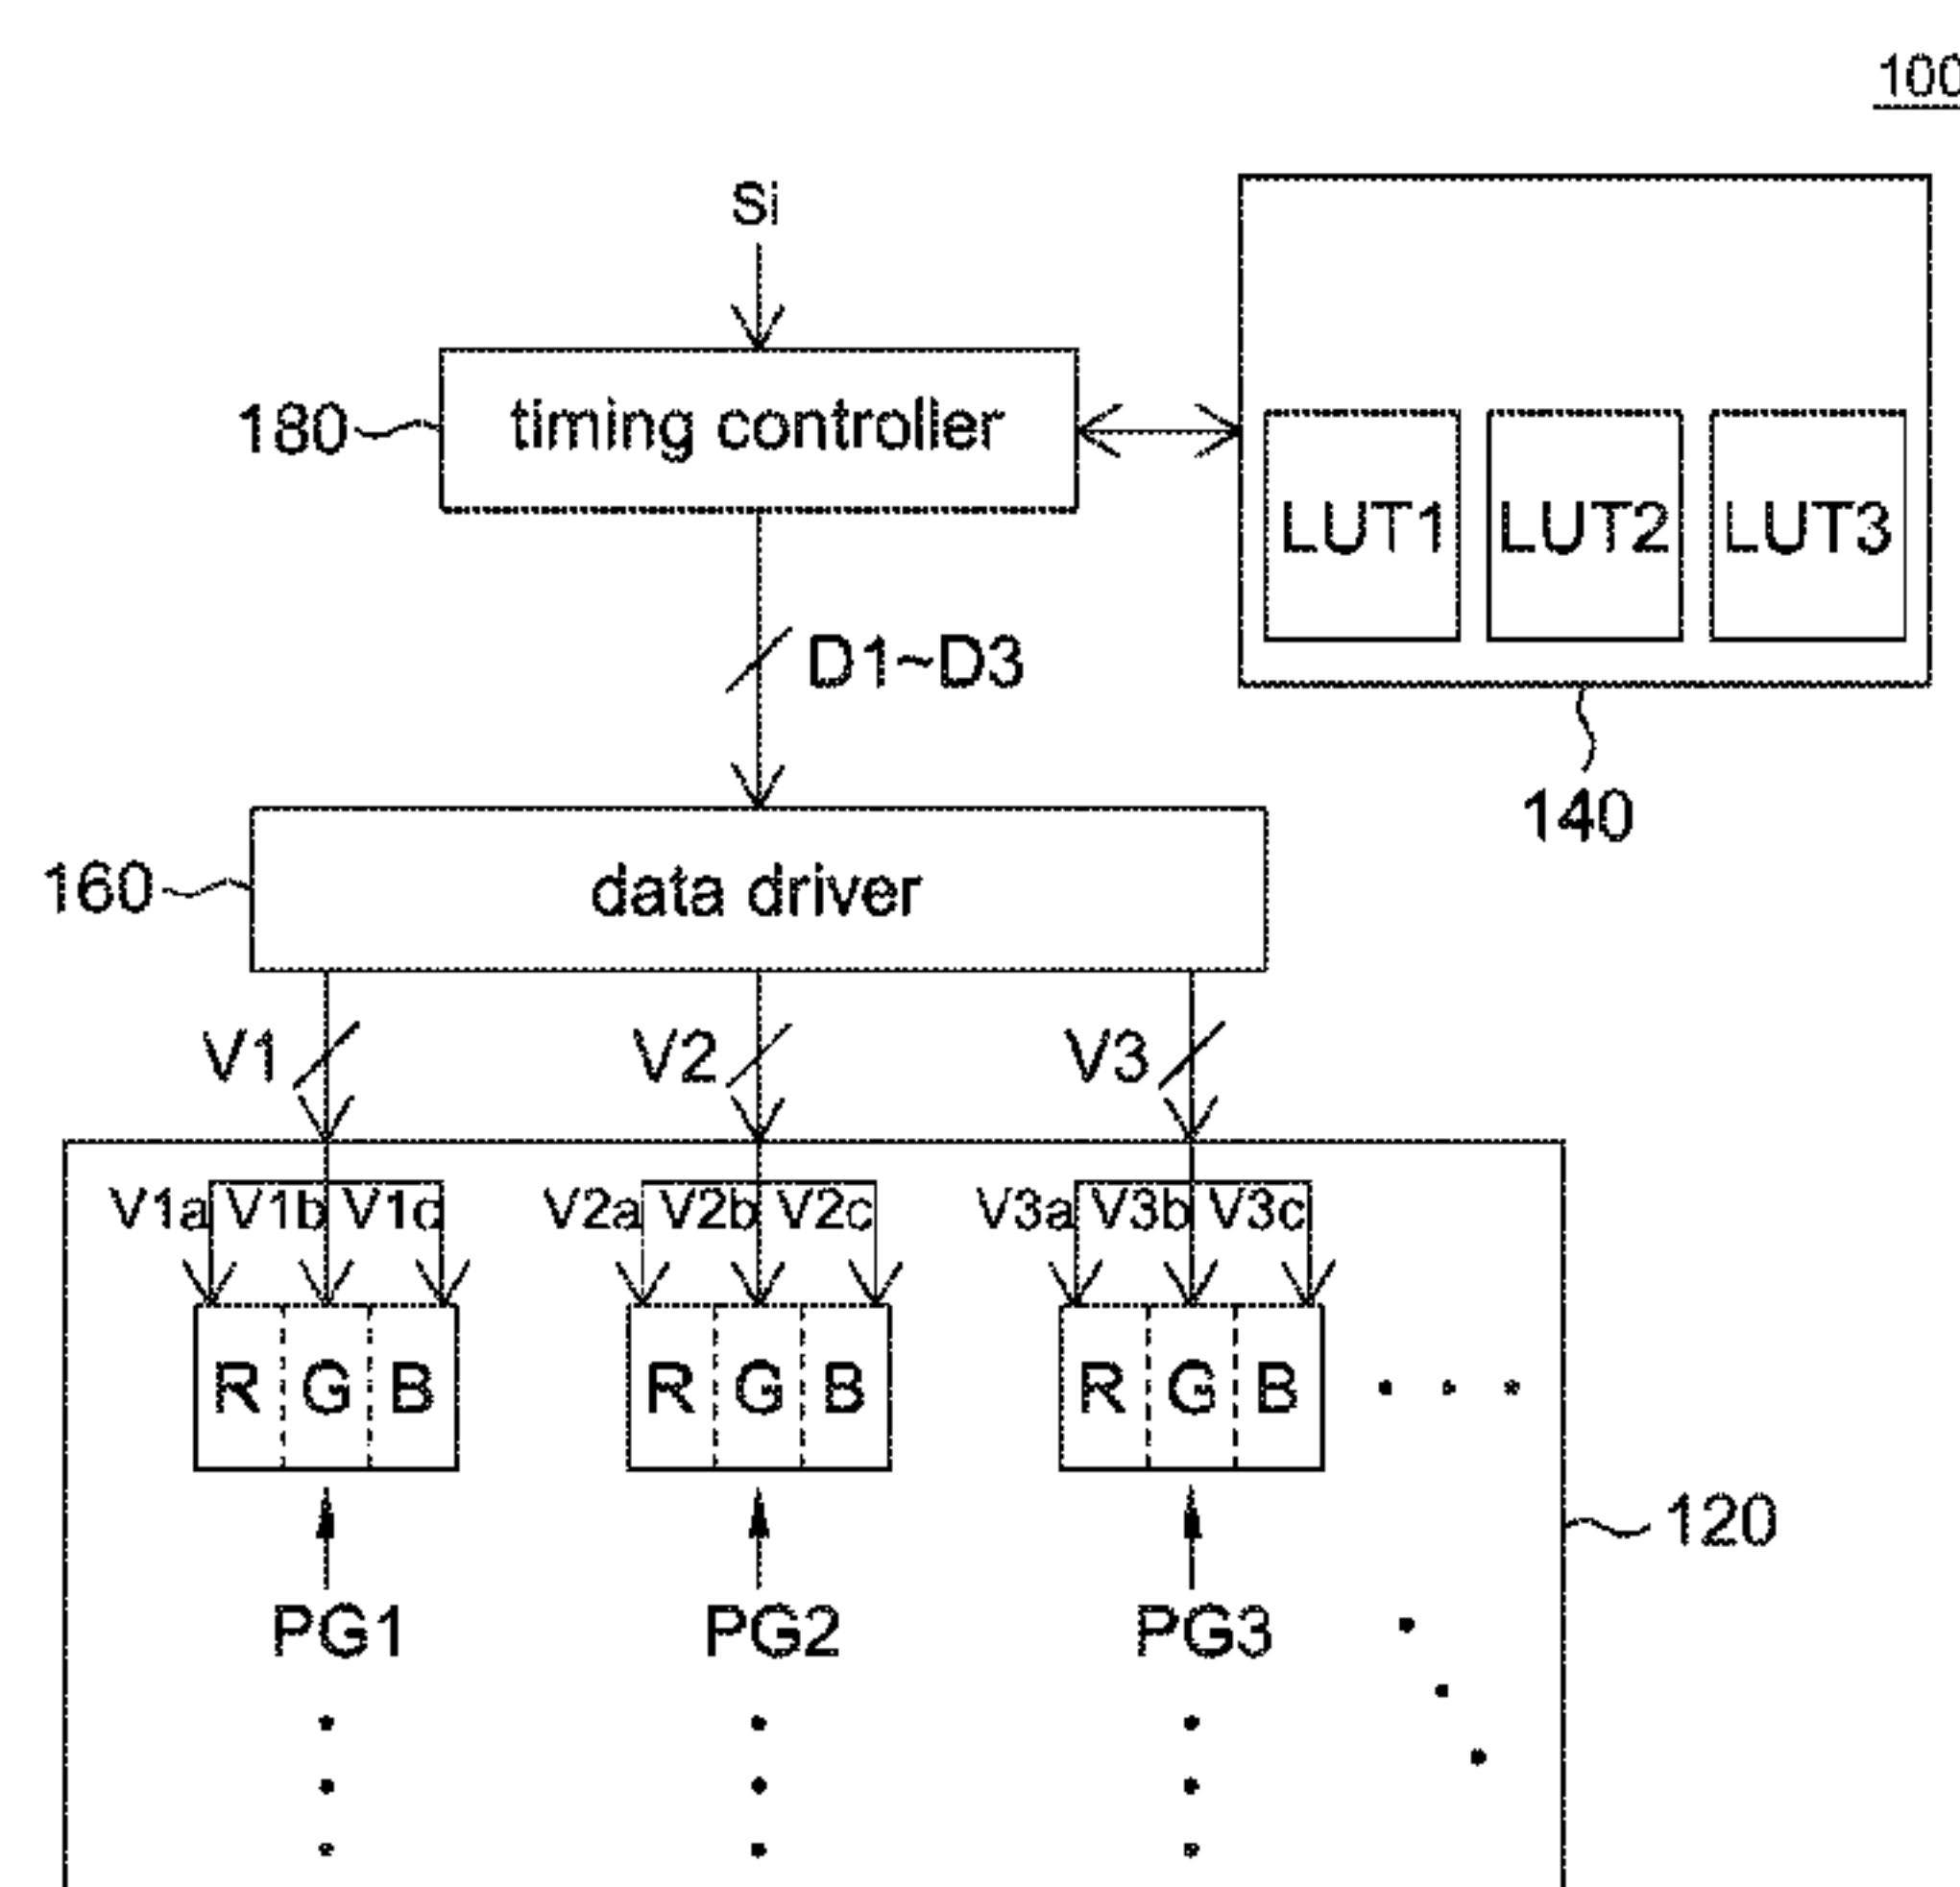 100
Si
180
timing controller
LUT1 LUT2 LUT3
D1~D3
140
160
data driver
V1 V2 V3
V1a V1b V1c V2a V2b V2c V3a V3b V3c
R G B R G B R G B
120
PG1 PG2 PG3